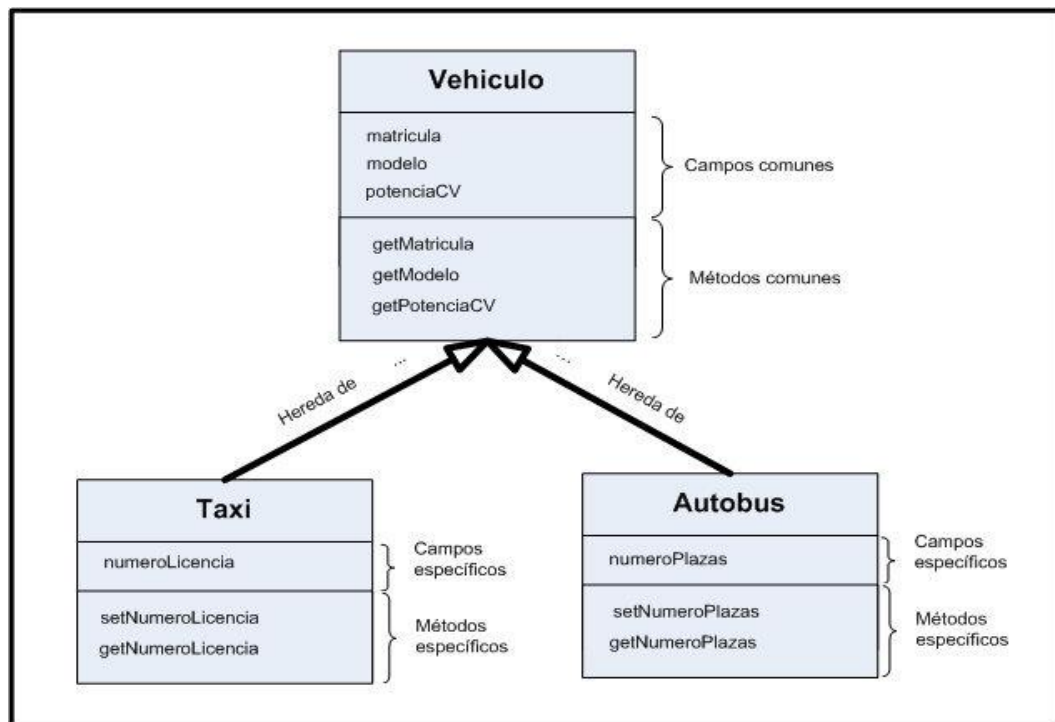 Vehiculo
matricula
modelo
potenciaCV
Campos comunes
getMatricula
getModelo
getPotenciaCV
Métodos comunes
...
...
Hereda de
Hereda de
Taxi
numeroLicencia
Campos
específicos
setNumeroLicencia
getNumeroLicencia
Métodos
específicos
Autobus
numeroPlazas
Campos
específicos
setNumeroPlazas
getNumeroPlazas
Métodos
específicos